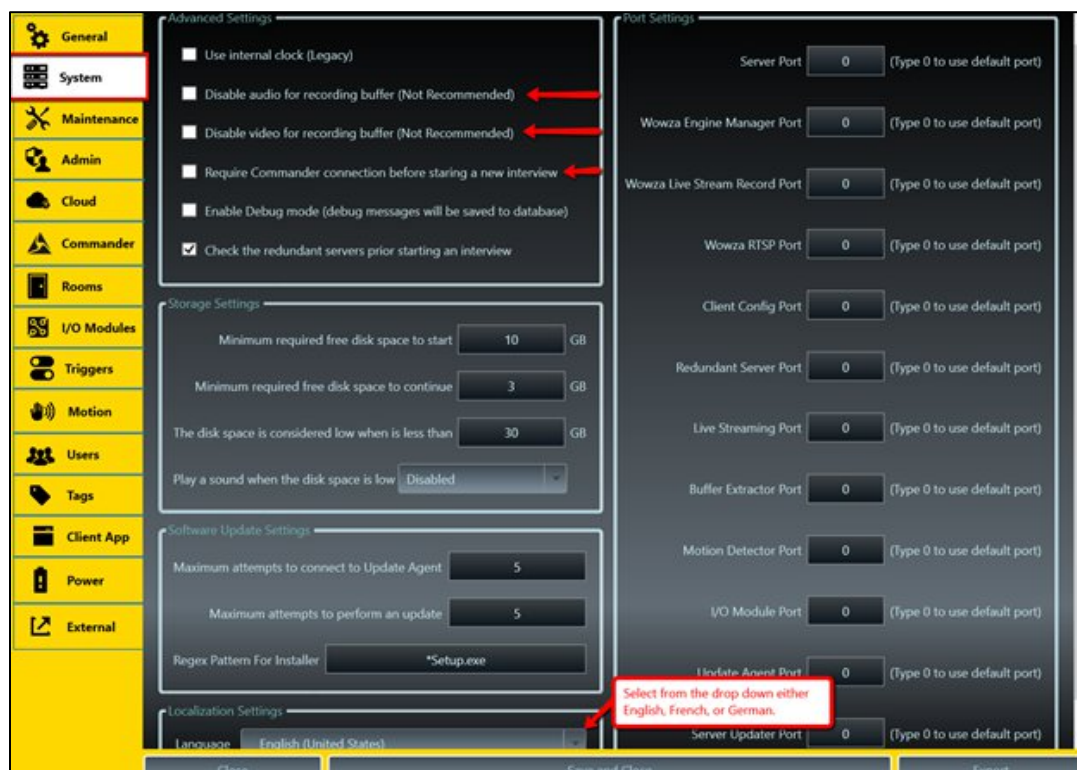 General
System
Maintenance
Admin
Cloud
Commander
Rooms
I/O Modules
Triggers
Motion
Users
Tags
Client App
Power
External
Advanced Settings
Use internal clock (Legacy)
Disable audio for recording buffer (Not Recommended)
Disable video for recording buffer (Not Recommended)
Require Commander connection before staring a new interview
Enable Debug mode (debug messages will be saved to database)
Check the redundant servers prior starting an interview
Storage Settings
Minimum required free disk space to start 10 GB
Minimum required free disk space to continue 3 GB
The disk space is considered low when is less than 30 GB
Play a sound when the disk space is low Disabled
Software Update Settings
Maximum attempts to connect to Update Agent 5
Maximum attempts to perform an update 5
Regex Pattern For Installer *Setup.exe
Localization Settings
Language English (United States)
Port Settings
Server Port 0 (Type 0 to use default port)
Wowza Engine Manager Port 0 (Type 0 to use default port)
Wowza Live Stream Record Port 0 (Type 0 to use default port)
Wowza RTSP Port 0 (Type 0 to use default port)
Client Config Port 0 (Type 0 to use default port)
Redundant Server Port 0 (Type 0 to use default port)
Live Streaming Port 0 (Type 0 to use default port)
Buffer Extractor Port 0 (Type 0 to use default port)
Motion Detector Port 0 (Type 0 to use default port)
I/O Module Port 0 (Type 0 to use default port)
Update Agent Port 0 (Type 0 to use default port)
Select from the drop down either
English, French, or German.
Server Updater Port 0 (Type 0 to use default port)
Close
Save and Close